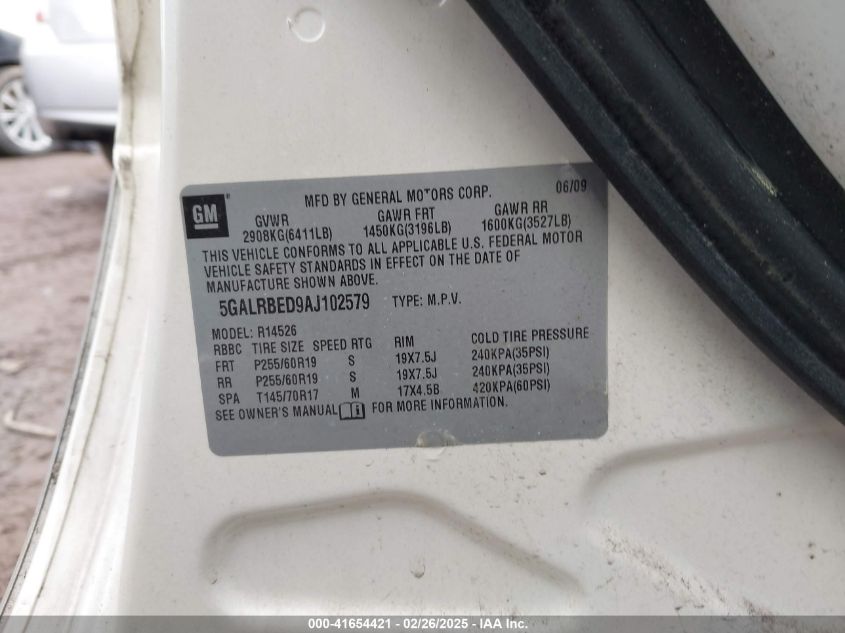 GM
MFD BY GENERAL MOTORS CORP. 06/09
GVWR GAWR FRT GAWR RR
2908KG(6411LB) 1450KG(3196LB) 1600KG(3527LB)
THIS VEHICLE CONFORMS TO ALL APPLICABLE U.S. FEDERAL MOTOR
VEHICLE SAFETY STANDARDS IN EFFECT ON THE DATE OF
MANUFACTURE SHOWN ABOVE.
5GALRBED9AJ102579 TYPE: M.P.V.
MODEL: R14526
RBBC TIRE SIZE SPEED RTG RIM COLD TIRE PRESSURE
FRT P255/60R19 S 19X7.5J 240KPA(35PSI)
RR P255/60R19 S 19X7.5J 240KPA(35PSI)
SPA T145/70R17 M 17X4.5B 420KPA(60PSI)
SEE OWNER'S MANUAL FOR MORE INFORMATION.
000-41654421 - 02/26/2025 - IAA Inc.